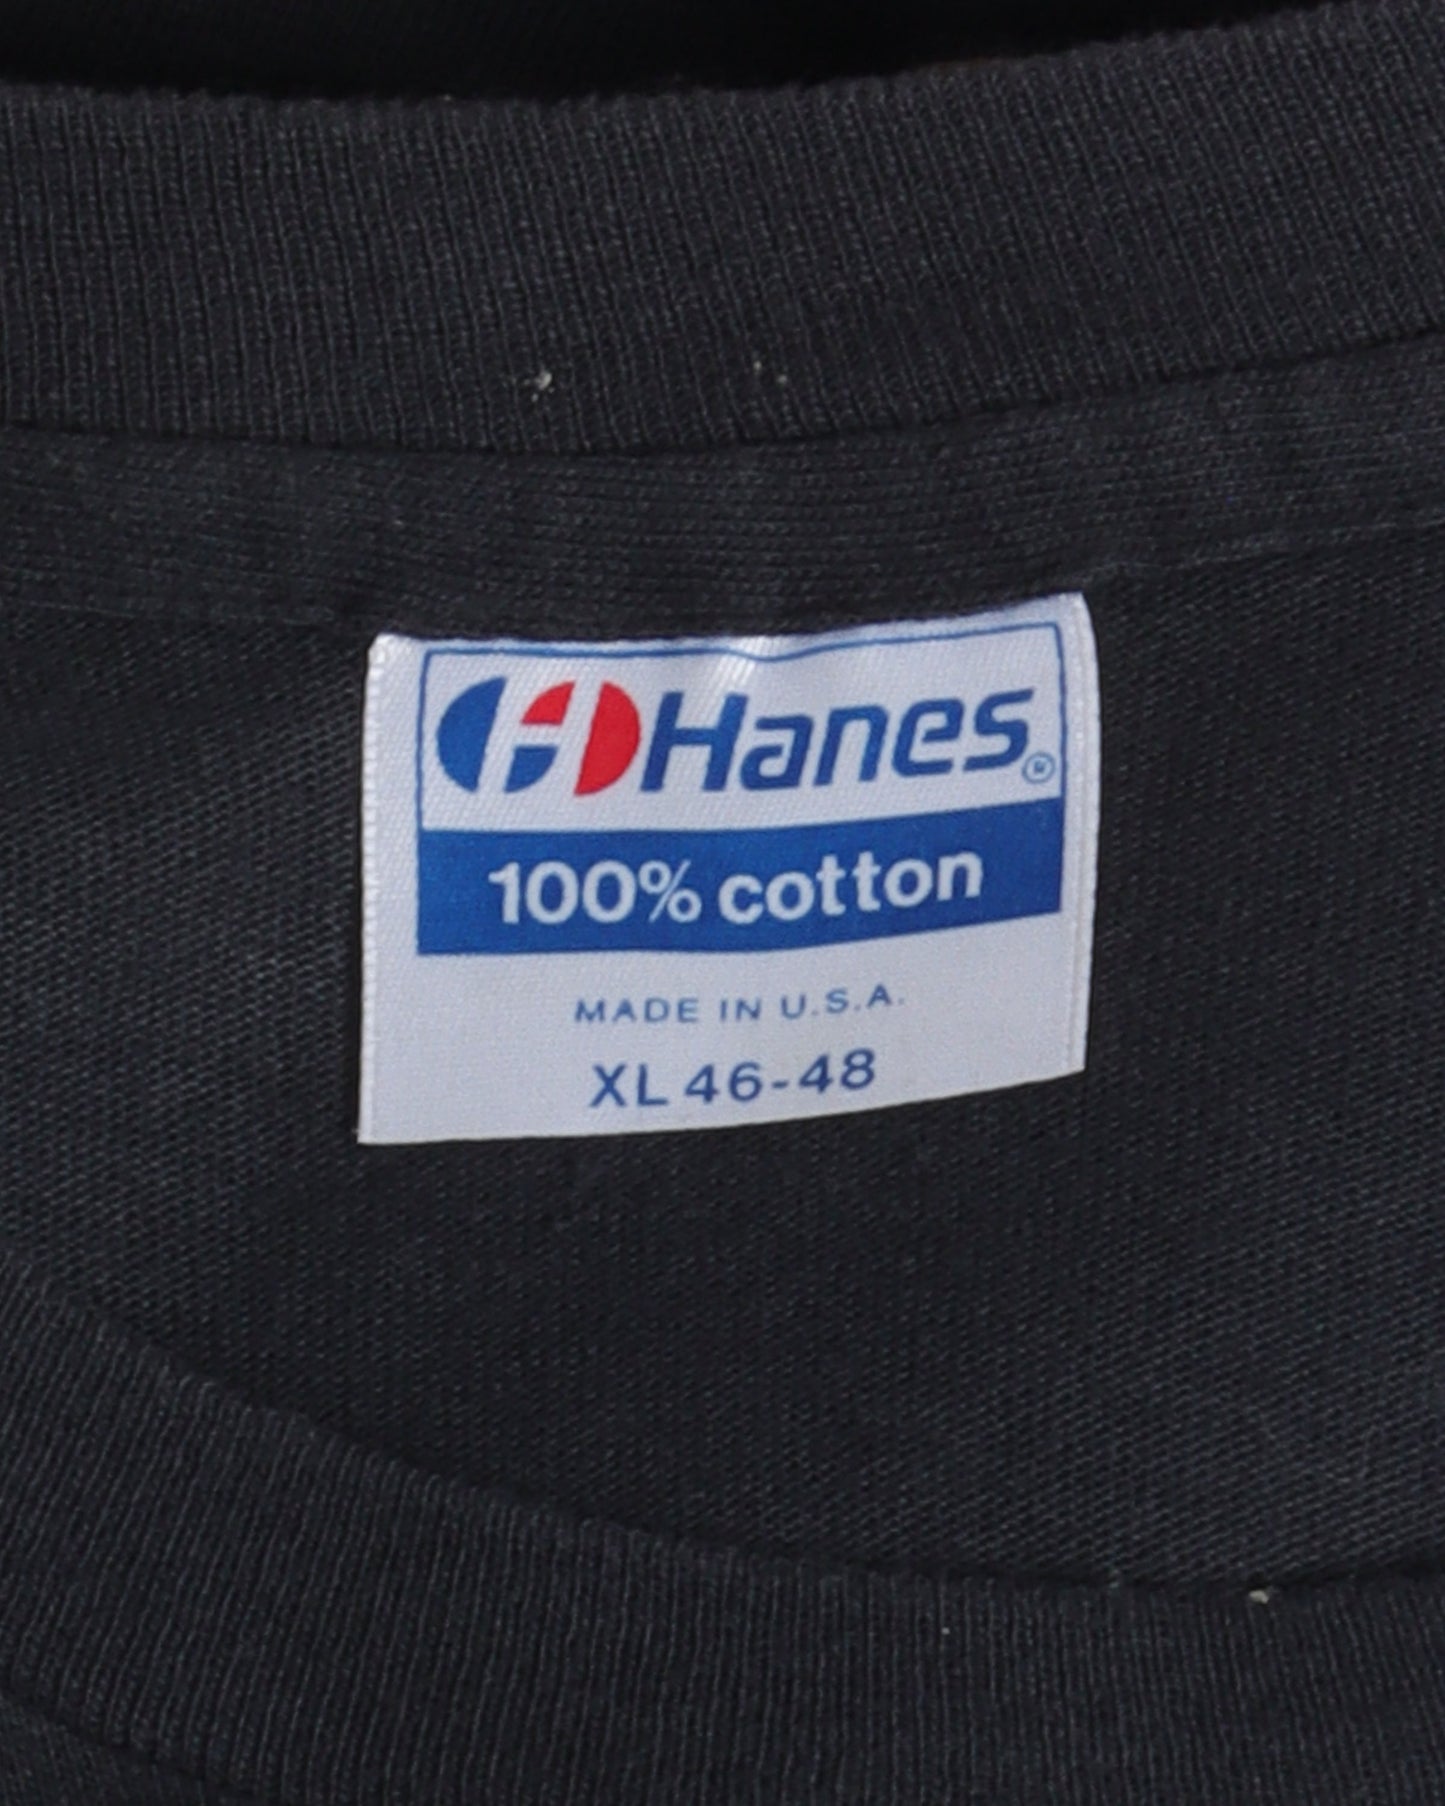 Hanes®
100% cotton
MADE IN U.S.A.
XL 46-48